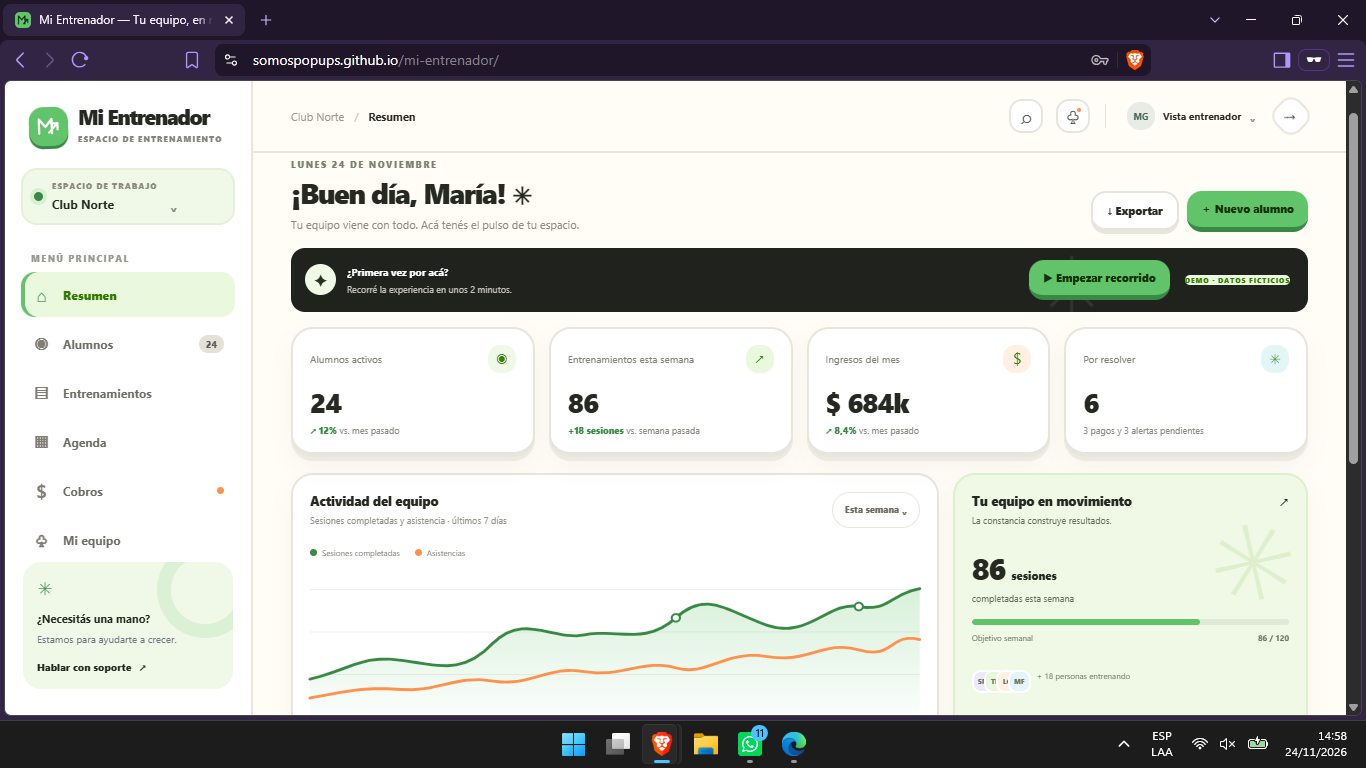 Mi Entrenador — Tu equipo, en
somospopups.github.io/mi-entrenador/
Mi Entrenador
ESPACIO DE ENTRENAMIENTO
ESPACIO DE TRABAJO
Club Norte
MENÚ PRINCIPAL
Resumen
Alumnos 24
Entrenamientos
Agenda
$ Cobros
Mi equipo
¿Necesitás una mano?
Estamos para ayudarte a crecer.
Hablar con soporte ↗
Club Norte / Resumen
MG Vista entrenador
→
LUNES 24 DE NOVIEMBRE
¡Buen día, María! ✳
Tu equipo viene con todo. Acá tenés el pulso de tu espacio.
↓ Exportar
+ Nuevo alumno
¿Primera vez por acá?
Recorré la experiencia en unos 2 minutos.
▶ Empezar recorrido
DEMO · DATOS FICTICIOS
Alumnos activos
24
↗ 12% vs. mes pasado
Entrenamientos esta semana ↗
86
+18 sesiones vs. semana pasada
Ingresos del mes $
$ 684k
↗ 8,4% vs. mes pasado
Por resolver ✳
6
3 pagos y 3 alertas pendientes
Actividad del equipo
Sesiones completadas y asistencia · últimos 7 días
Esta semana
Sesiones completadas Asistencias
Tu equipo en movimiento ↗
La constancia construye resultados.
86 sesiones
completadas esta semana
Objetivo semanal 86 / 120
MF + 18 personas entrenando
11
ESP
LAA
14:58
24/11/2026